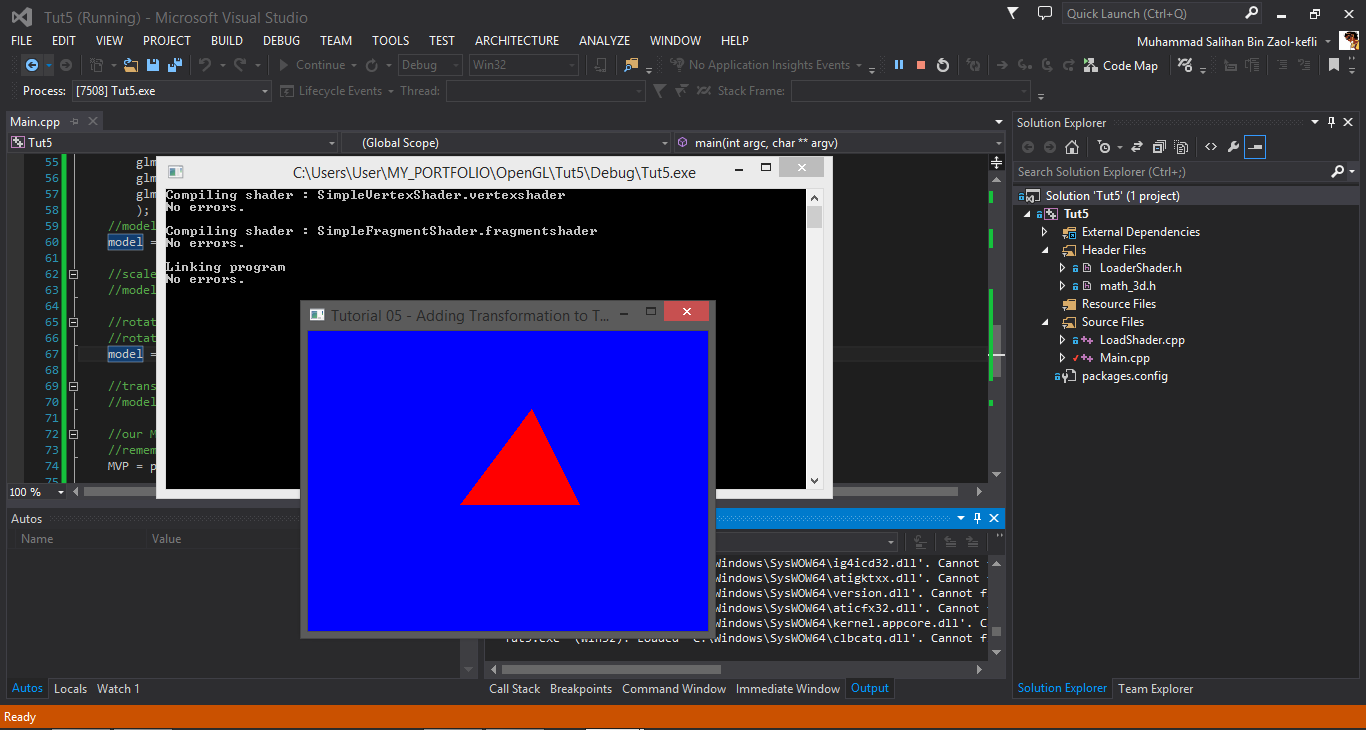 Tut5 (Running) - Microsoft Visual Studio
Quick Launch (Ctrl+Q)
FILE EDIT VIEW PROJECT BUILD DEBUG TEAM TOOLS TEST ARCHITECTURE ANALYZE WINDOW HELP
Muhammad Salihan Bin Zaol-kefli
Continue Debug Win32 No Application Insights Events Code Map
Process: [7508] Tut5.exe Lifecycle Events Thread: Stack Frame:
Main.cpp
Tut5 (Global Scope) main(int argc, char ** argv)
55 glm
56 glm
57 glm
58 );
59 //model
60 model =
61
62 //scale
63 //model
64
65 //rotat
66 //rotat
67 model =
68
69 //trans
70 //model
71
72 //our M
73 //remem
74 MVP = p
75
100 %
C:\Users\User\MY_PORTFOLIO\OpenGL\Tut5\Debug\Tut5.exe
Compiling shader : SimpleVertexShader.vertexshader
No errors.
Compiling shader : SimpleFragmentShader.fragmentshader
No errors.
Linking program
No errors.
Tutorial 05 - Adding Transformation to T...
Autos
Name Value
Windows\SysWOW64\ig4icd32.dll'. Cannot
Windows\SysWOW64\atigktxx.dll'. Cannot
Windows\SysWOW64\version.dll'. Cannot f
Windows\SysWOW64\aticfx32.dll'. Cannot
Windows\SysWOW64\kernel.appcore.dll'. C
'Tut5.exe' (Win32): Loaded 'C:\Windows\SysWOW64\clbcatq.dll'. Cannot f
Autos Locals Watch 1
Call Stack Breakpoints Command Window Immediate Window Output
Solution Explorer
Search Solution Explorer (Ctrl+;)
Solution 'Tut5' (1 project)
Tut5
External Dependencies
Header Files
LoaderShader.h
math_3d.h
Resource Files
Source Files
LoadShader.cpp
Main.cpp
packages.config
Solution Explorer Team Explorer
Ready